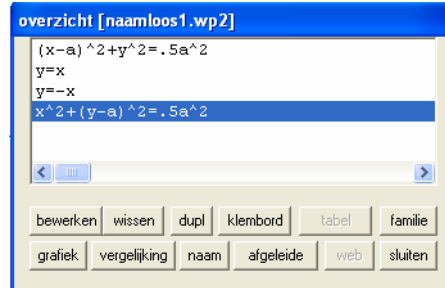 overzicht [naamloos1.wp2]
(x-a)^2+y^2=.5a^2
y=x
y=-x
x^2+(y-a)^2=.5a^2
bewerken wissen dupl klembord tabel familie
grafiek vergelijking naam afgeleide web sluiten